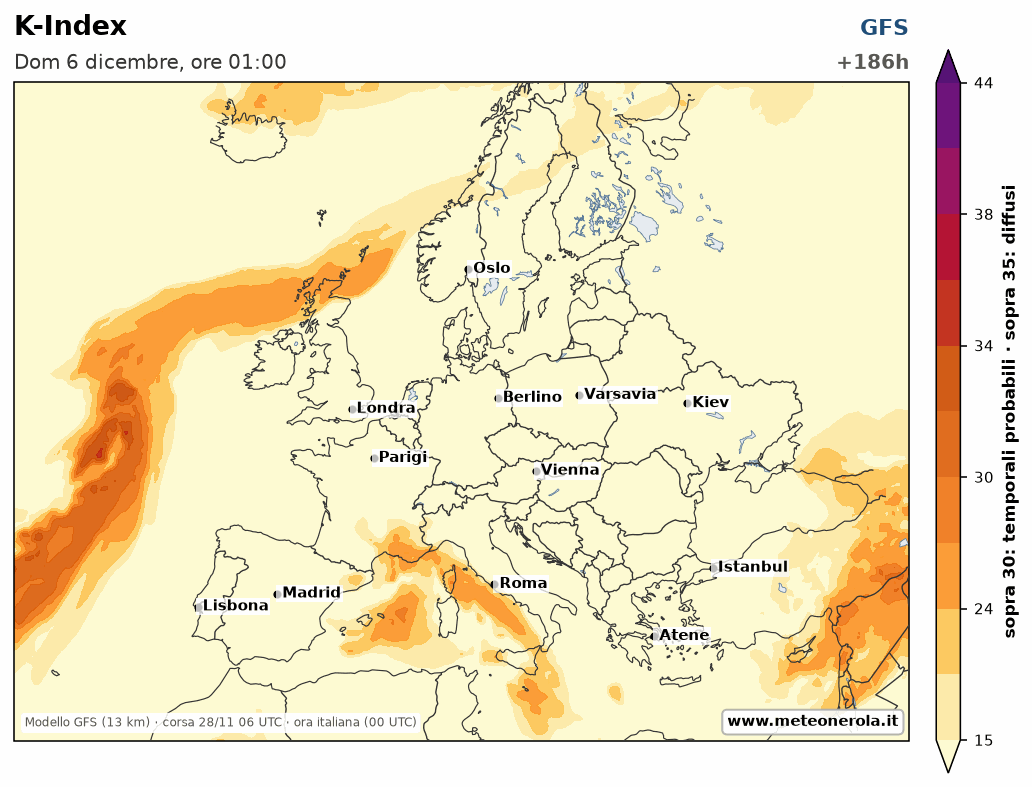 K-Index
GFS
Dom 6 dicembre, ore 01:00
+186h
Oslo
Londra
Berlino
Varsavia
Kiev
Parigi
Vienna
Istanbul
Roma
Madrid
Lisbona
Atene
Modello GFS (13 km) · corsa 28/11 06 UTC · ora italiana (00 UTC)
www.meteonerola.it
44
38
34
30
24
15
sopra 30: temporali probabili · sopra 35: diffusi